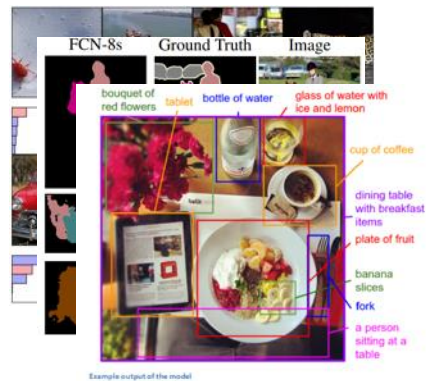 FCN-8s Ground Truth Image
bouquet of
red flowers
tablet
bottle of water
glass of water with
ice and lemon
cup of coffee
dining table
with breakfast
items
plate of fruit
banana
slices
fork
a person
sitting at a
table
Example output of the model